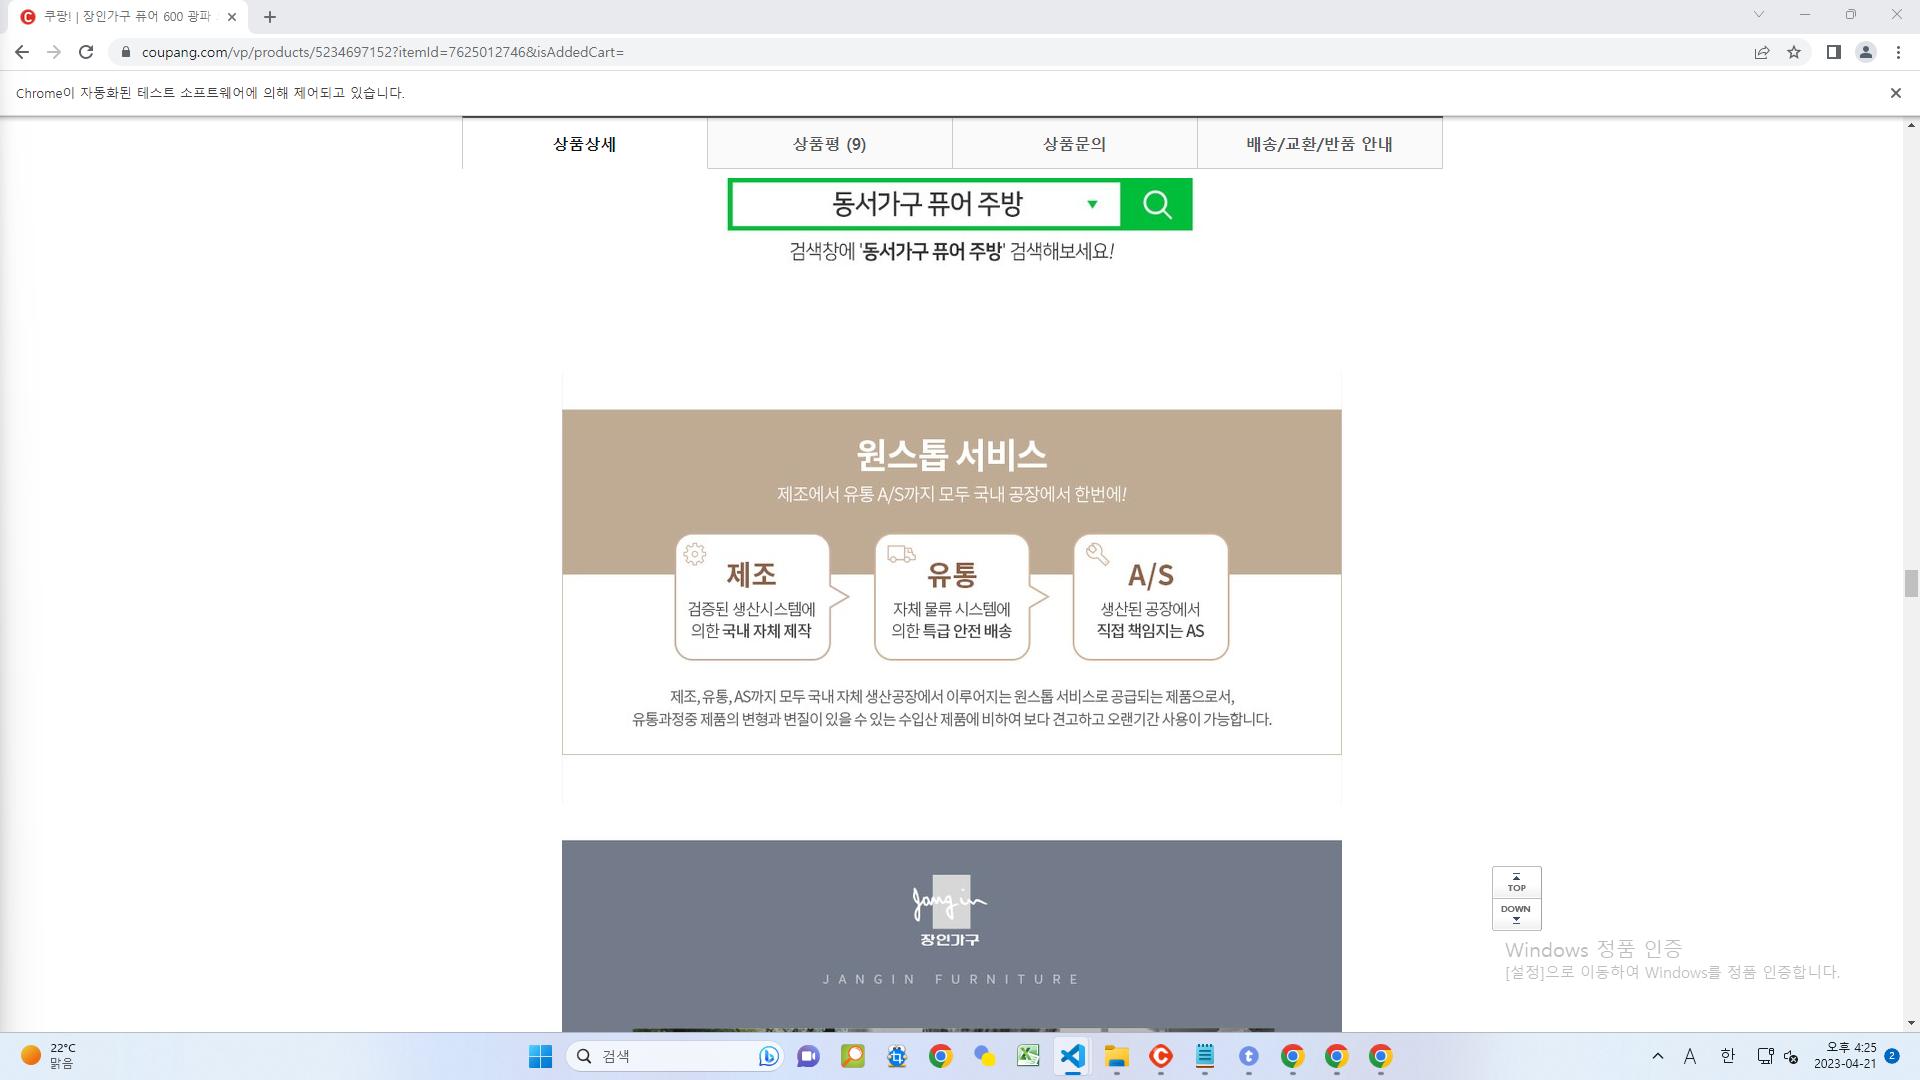 쿠팡! | 장인가구 퓨어 600 광파
coupang.com/vp/products/5234697152?itemId=7625012746&isAddedCart=
Chrome이 자동화된 테스트 소프트웨어에 의해 제어되고 있습니다.
상품상세
상품평 (9)
상품문의
배송/교환/반품 안내
동서가구 퓨어 주방
검색창에 '동서가구 퓨어 주방' 검색해보세요!
원스톱 서비스
제조에서 유통 A/S까지 모두 국내 공장에서 한번에!
제조
검증된 생산시스템에
의한 국내 자체 제작
유통
자체 물류 시스템에
의한 특급 안전 배송
A/S
생산된 공장에서
직접 책임지는 AS
제조, 유통, AS까지 모두 국내 자체 생산공장에서 이루어지는 원스톱 서비스로 공급되는 제품으로서,
유통과정중 제품의 변형과 변질이 있을 수 있는 수입산 제품에 비하여 보다 견고하고 오랜기간 사용이 가능합니다.
Jangin
장인가구
JANGIN FURNITURE
TOP
DOWN
Windows 정품 인증
[설정]으로 이동하여 Windows를 정품 인증합니다.
22°C
맑음
검색
A
한
오후 4:25
2023-04-21
2